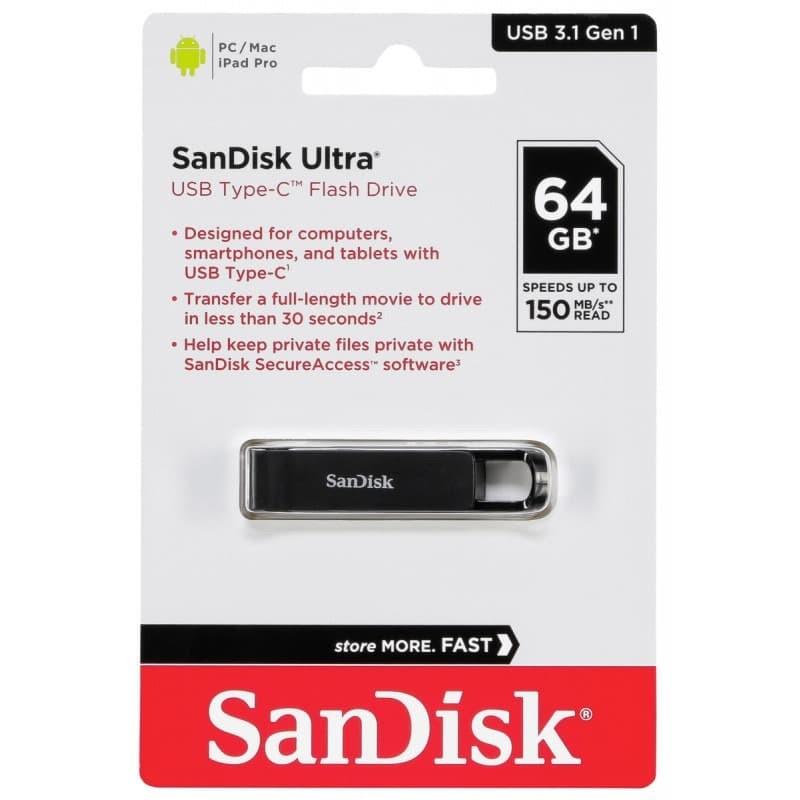 PC / Mac
iPad Pro
USB 3.1 Gen 1
SanDisk Ultra®
USB Type-C™ Flash Drive
• Designed for computers,
smartphones, and tablets with
USB Type-C¹
• Transfer a full-length movie to drive
in less than 30 seconds²
• Help keep private files private with
SanDisk SecureAccess™ software³
64
GB*
SPEEDS UP TO
150 MB/s**
READ
SanDisk
store MORE. FAST
SanDisk®